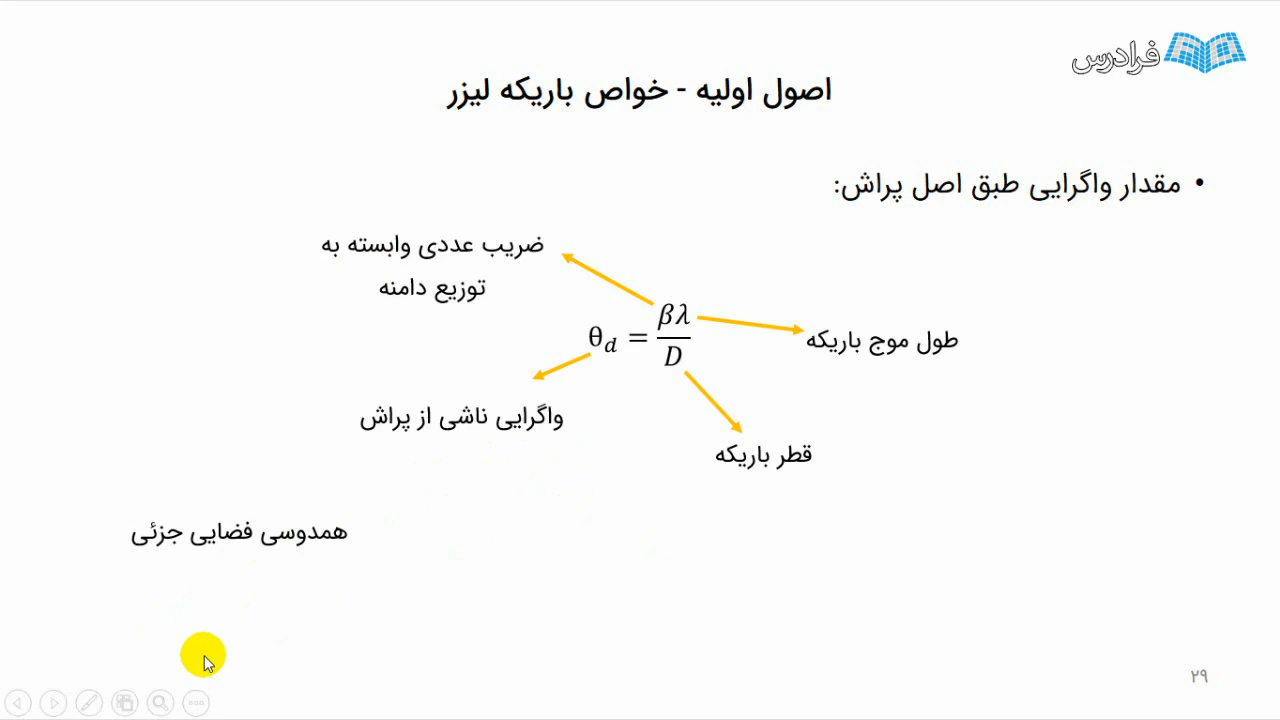 فرادرس
اصول اولیه - خواص باریکه لیزر
• مقدار واگرایی طبق اصل پراش:
ضریب عددی وابسته به
توزیع دامنه
θ_d = βλ/D
طول موج باریکه
واگرایی ناشی از پراش
قطر باریکه
همدوسی فضایی جزئی
۲۹